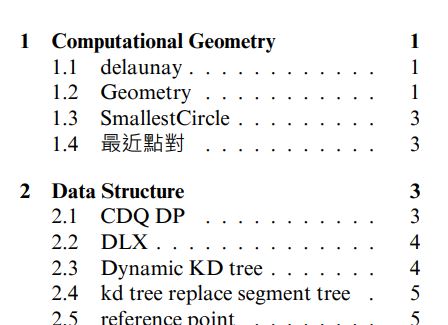 1 Computational Geometry 1
1.1 delaunay . . . . . . . . . . . . 1
1.2 Geometry . . . . . . . . . . . 1
1.3 SmallestCircle . . . . . . . . . 3
1.4 最近點對 . . . . . . . . . . . 3
2 Data Structure 3
2.1 CDQ DP . . . . . . . . . . . 3
2.2 DLX . . . . . . . . . . . . . . 4
2.3 Dynamic KD tree . . . . . . . 4
2.4 kd tree replace segment tree . 5
2.5 reference point . . . . . . . . . 5